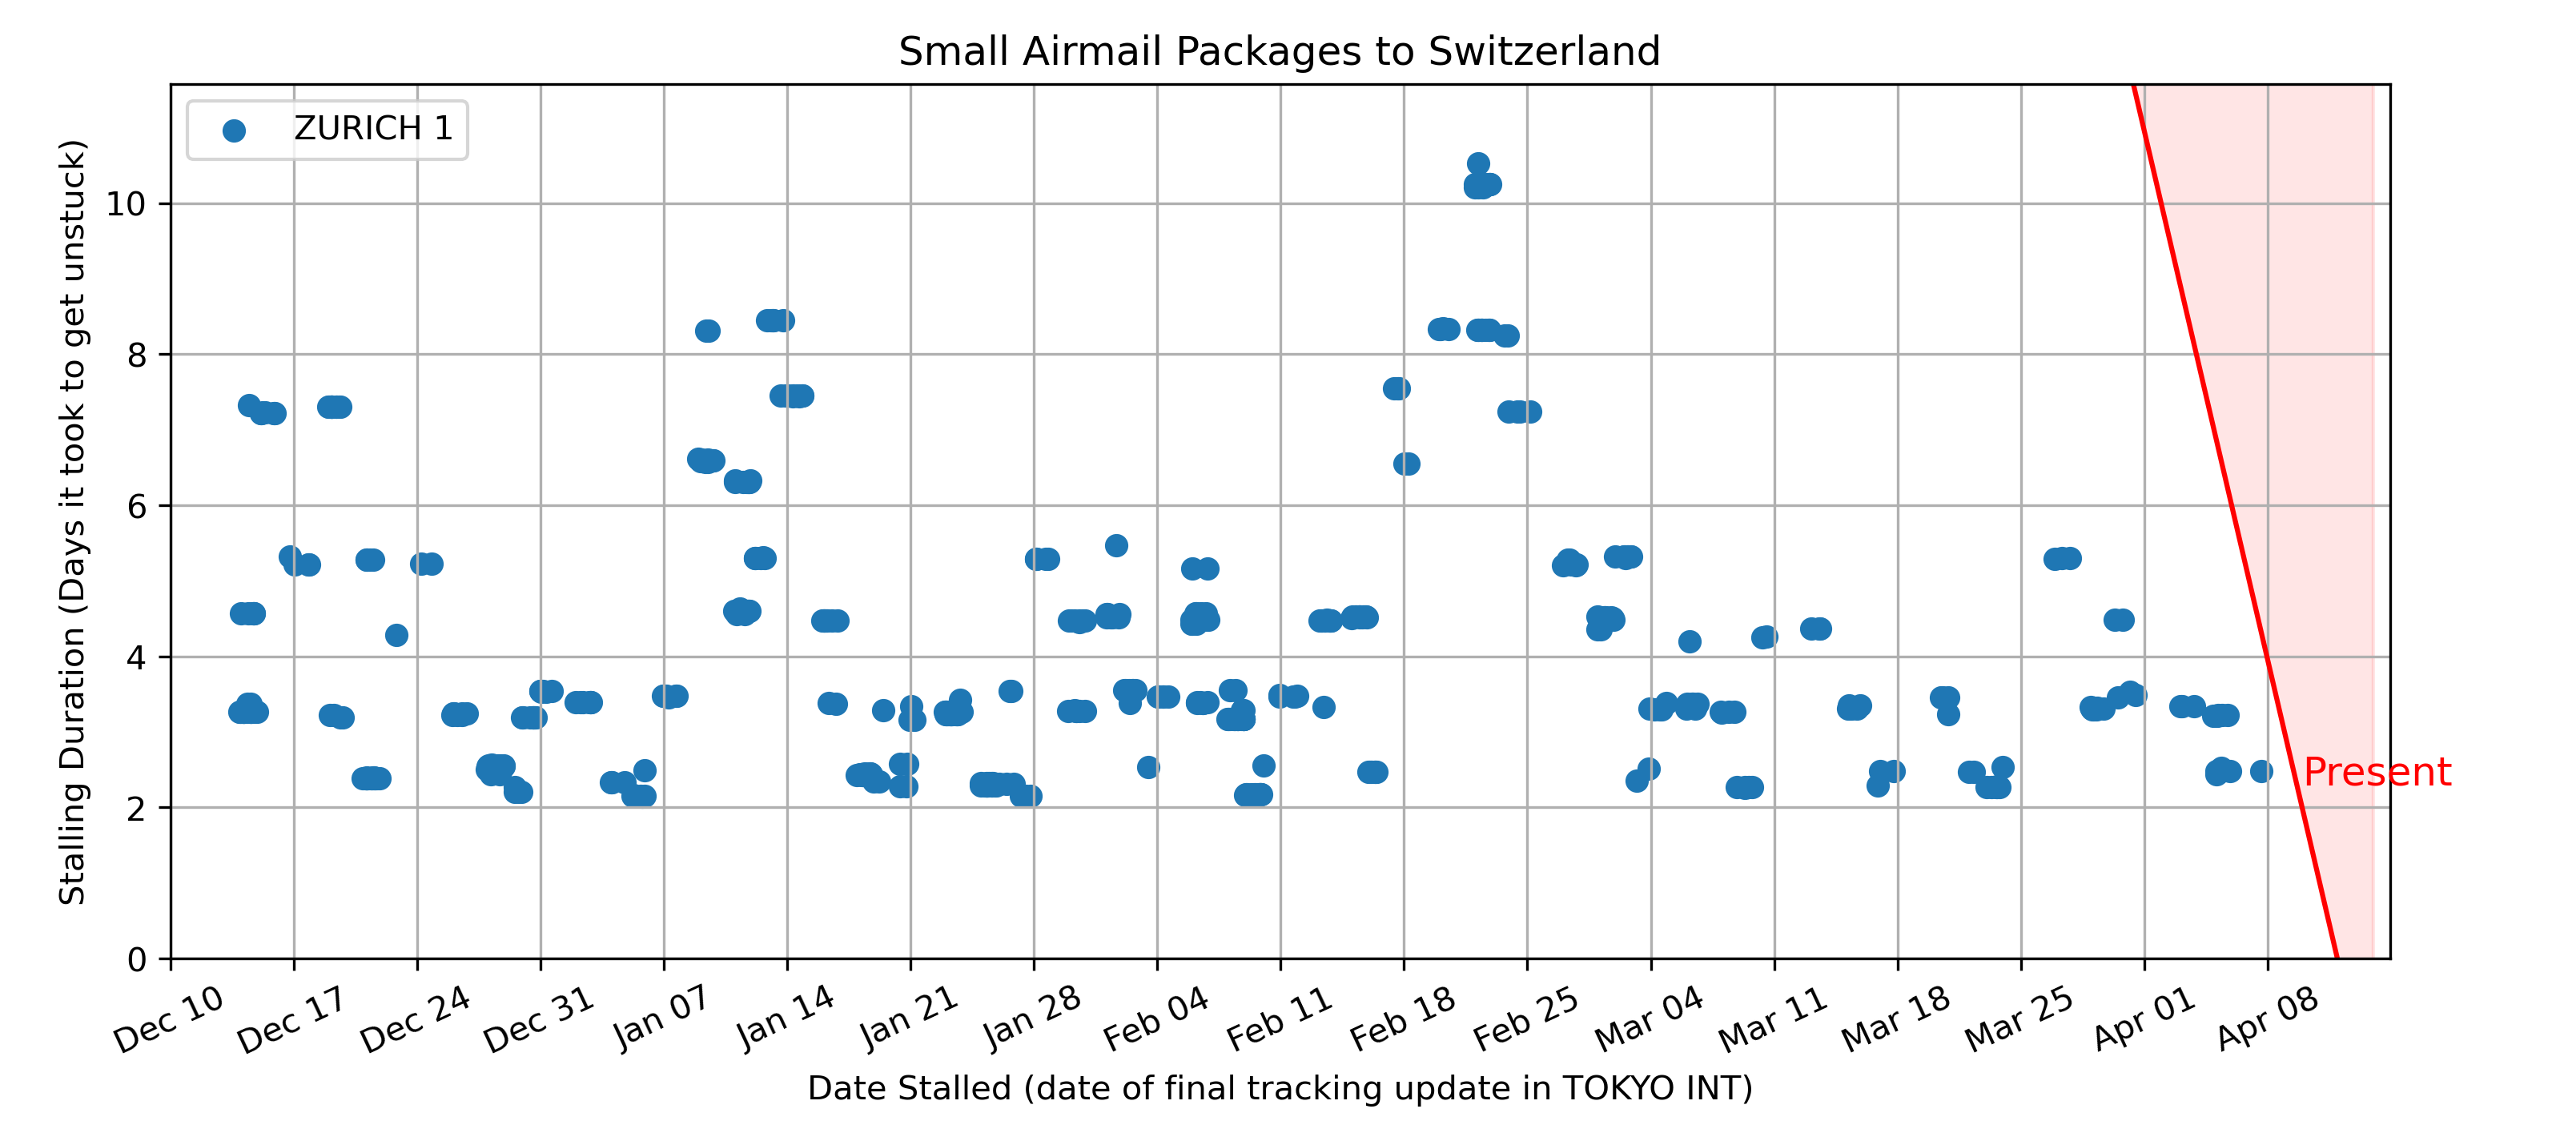 Small Airmail Packages to Switzerland
ZURICH 1
Stalling Duration (Days it took to get unstuck)
10
8
6
4
2
0
Present
Dec 10
Dec 17
Dec 24
Dec 31
Jan 07
Jan 14
Jan 21
Jan 28
Feb 04
Feb 11
Feb 18
Feb 25
Mar 04
Mar 11
Mar 18
Mar 25
Apr 01
Apr 08
Date Stalled (date of final tracking update in TOKYO INT)